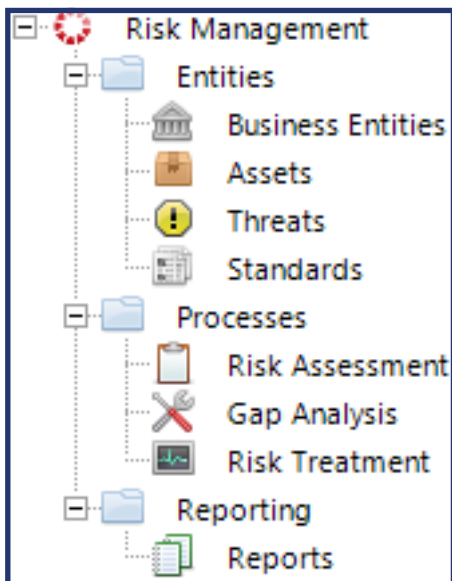 Risk Management
Entities
Business Entities
Assets
Threats
Standards
Processes
Risk Assessment
Gap Analysis
Risk Treatment
Reporting
Reports